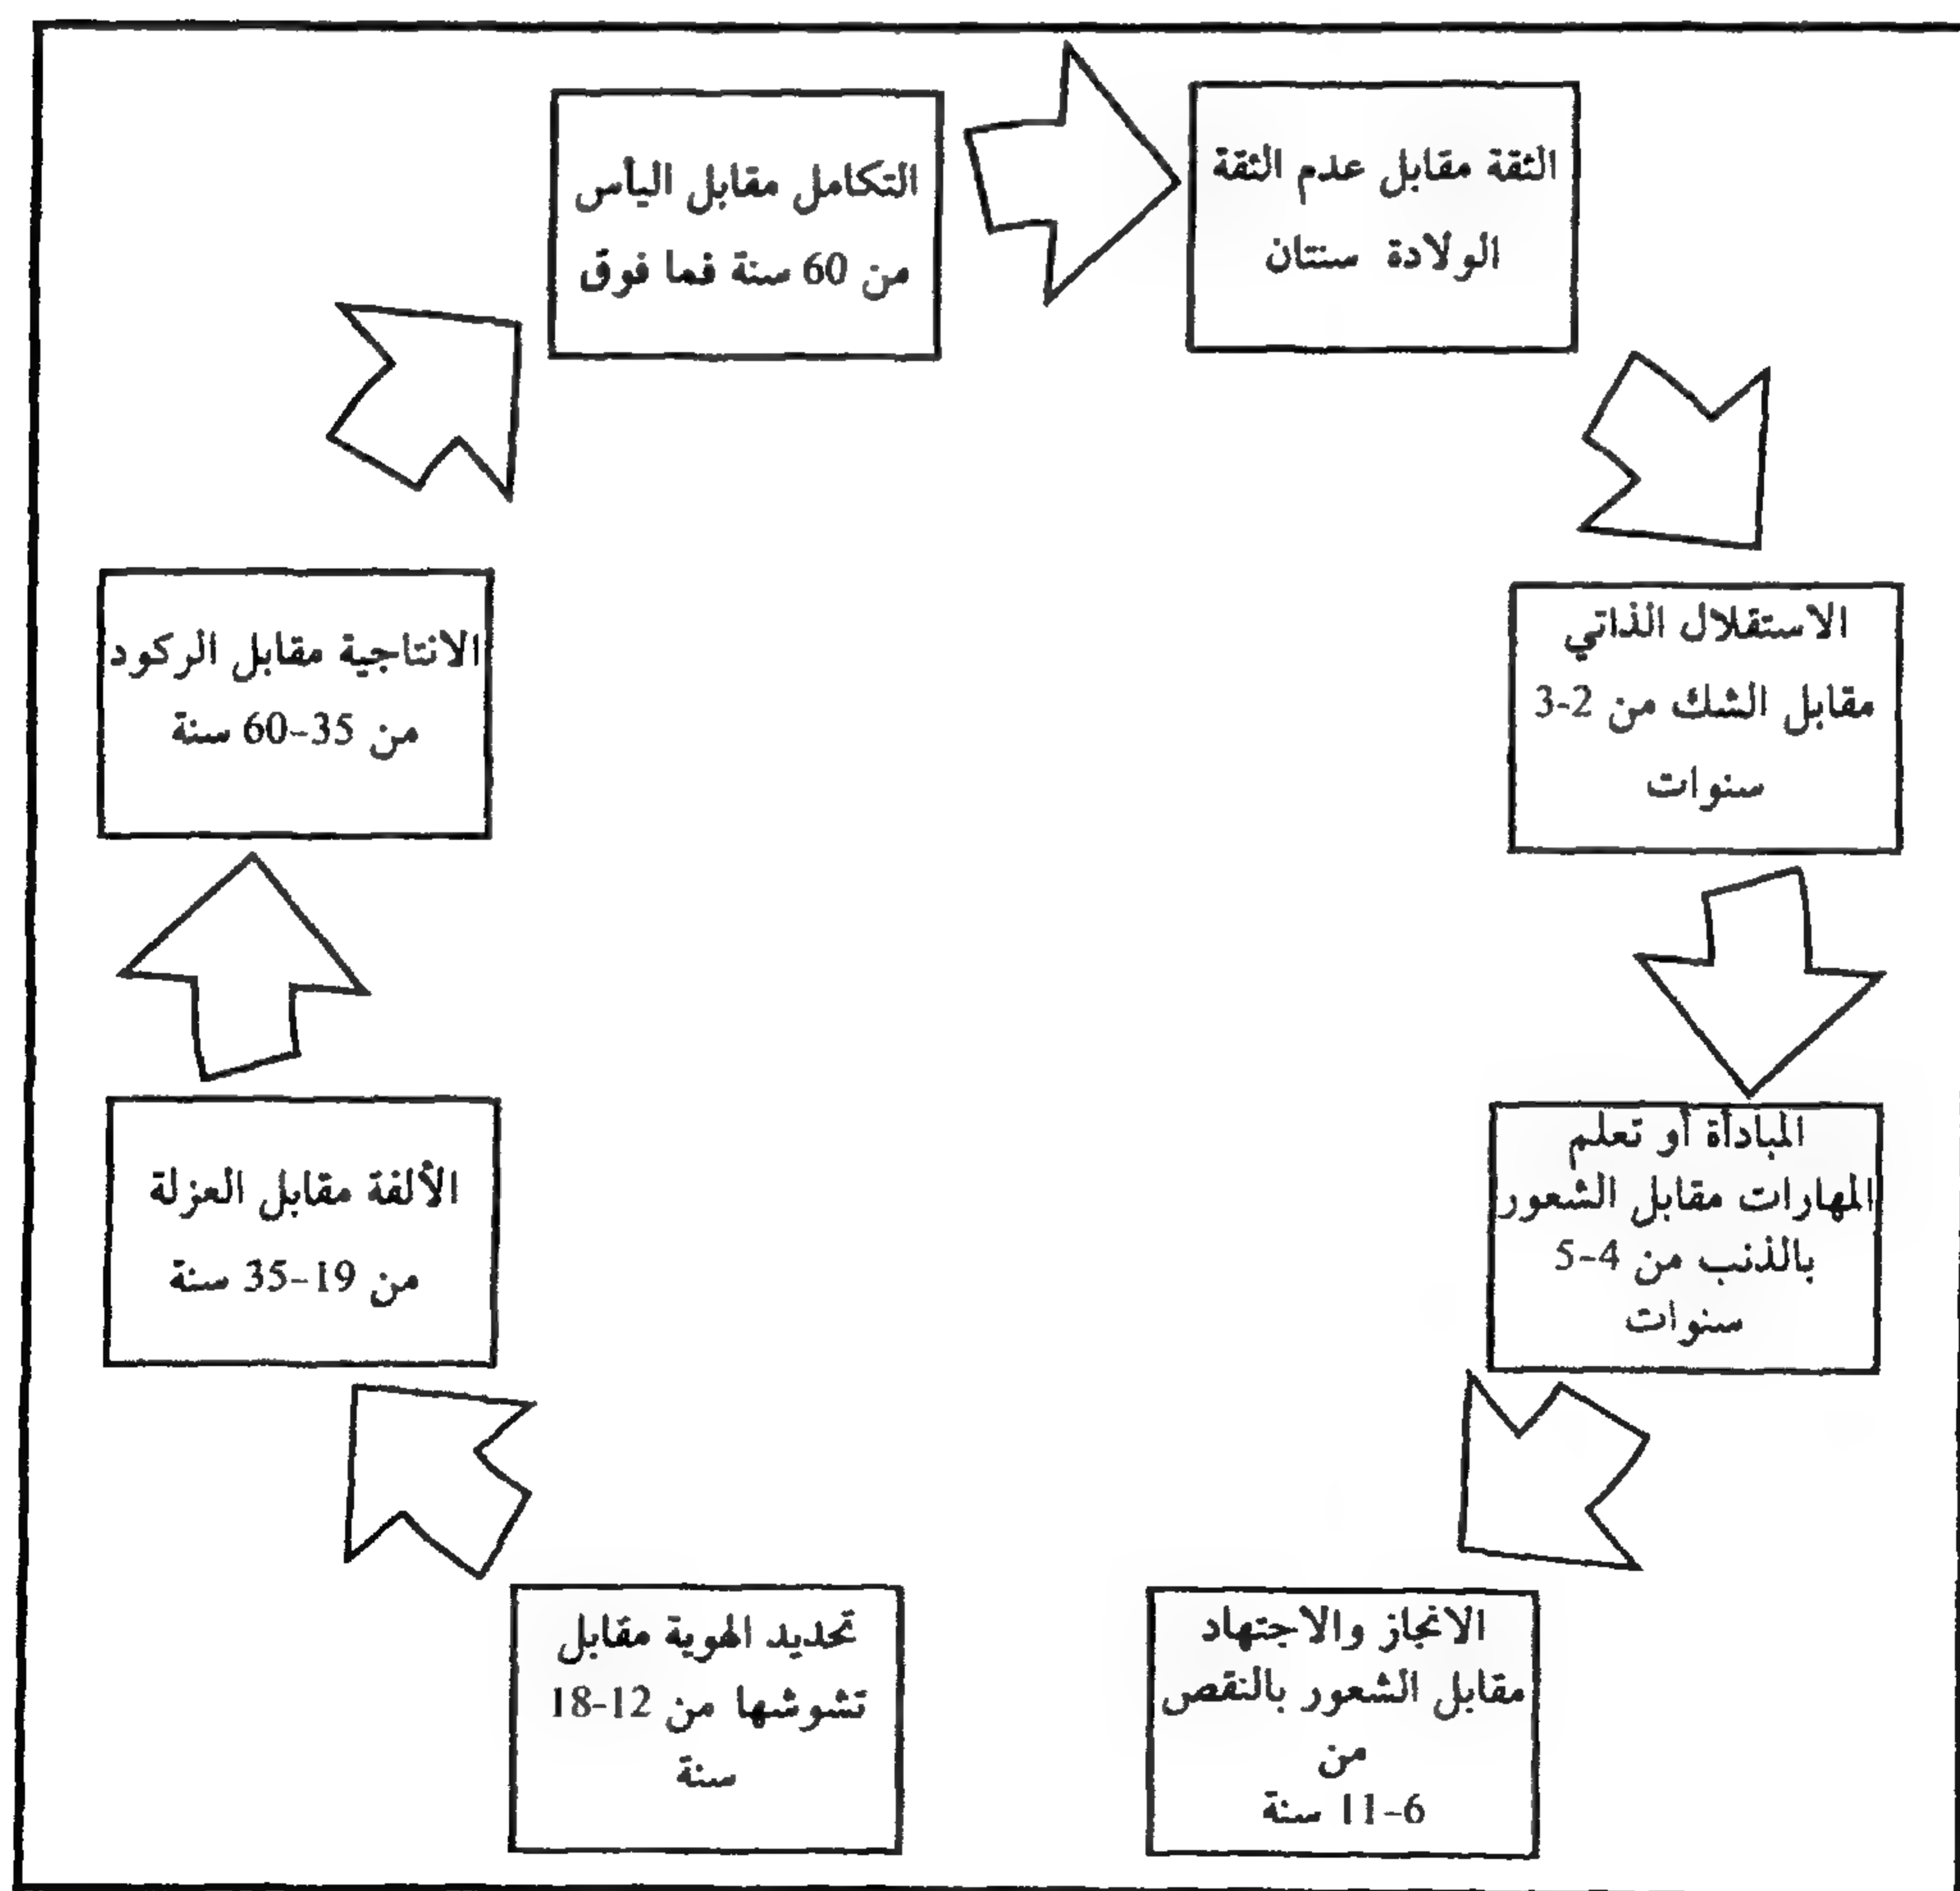 الثقة مقابل عدم الثقة
الولادة سنتان
الاستقلال الذاتي
مقابل الشك من 2-3
سنوات
المباداة أو تعلم
المهارات مقابل الشعور
بالذنب من 4-5
سنوات
الانجاز والاجتهاد
مقابل الشعور بالنقص
من
6-11 سنة
تحديد الهوية مقابل
تشوشها من 12-18
سنة
الألفة مقابل العزلة
من 19-35 سنة
الانتاجية مقابل الركود
من 35-60 سنة
التكامل مقابل اليأس
من 60 سنة فما فوق